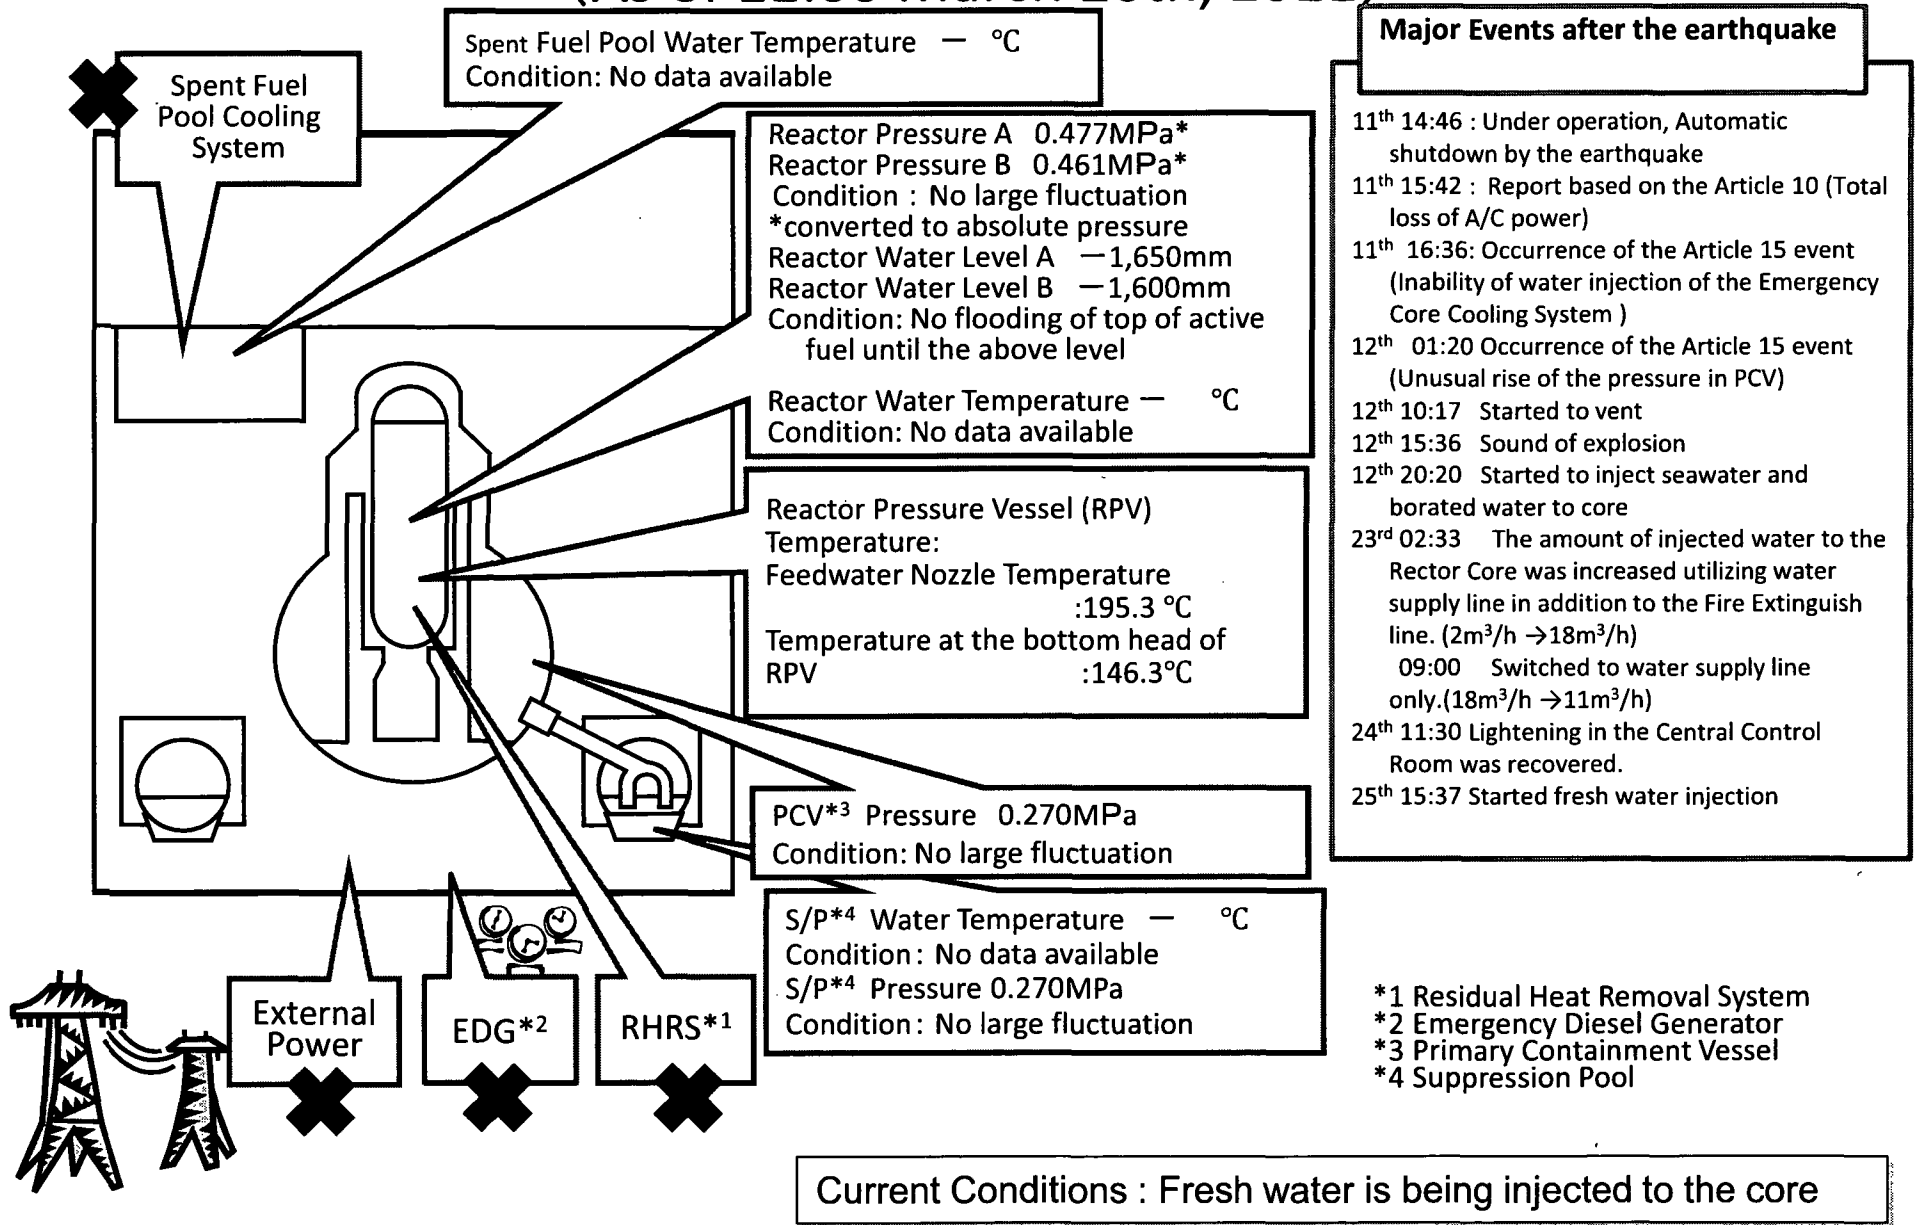 Spent Fuel Pool Water Temperature — ℃
Condition: No data available
Spent Fuel
Pool Cooling
System
Reactor Pressure A 0.477MPa*
Reactor Pressure B 0.461MPa*
Condition : No large fluctuation
*converted to absolute pressure
Reactor Water Level A —1,650mm
Reactor Water Level B —1,600mm
Condition: No flooding of top of active
fuel until the above level
Reactor Water Temperature — ℃
Condition: No data available
Reactor Pressure Vessel (RPV)
Temperature:
Feedwater Nozzle Temperature
:195.3 ℃
Temperature at the bottom head of
RPV :146.3℃
PCV*3 Pressure 0.270MPa
Condition: No large fluctuation
S/P*4 Water Temperature — ℃
Condition: No data available
S/P*4 Pressure 0.270MPa
Condition: No large fluctuation
External
Power
EDG*2
RHRS*1
Major Events after the earthquake
11th 14:46 : Under operation, Automatic
shutdown by the earthquake
11th 15:42 : Report based on the Article 10 (Total
loss of A/C power)
11th 16:36: Occurrence of the Article 15 event
(Inability of water injection of the Emergency
Core Cooling System )
12th 01:20 Occurrence of the Article 15 event
(Unusual rise of the pressure in PCV)
12th 10:17 Started to vent
12th 15:36 Sound of explosion
12th 20:20 Started to inject seawater and
borated water to core
23rd 02:33 The amount of injected water to the
Rector Core was increased utilizing water
supply line in addition to the Fire Extinguish
line. (2m³/h →18m³/h)
09:00 Switched to water supply line
only.(18m³/h →11m³/h)
24th 11:30 Lightening in the Central Control
Room was recovered.
25th 15:37 Started fresh water injection
*1 Residual Heat Removal System
*2 Emergency Diesel Generator
*3 Primary Containment Vessel
*4 Suppression Pool
Current Conditions : Fresh water is being injected to the core